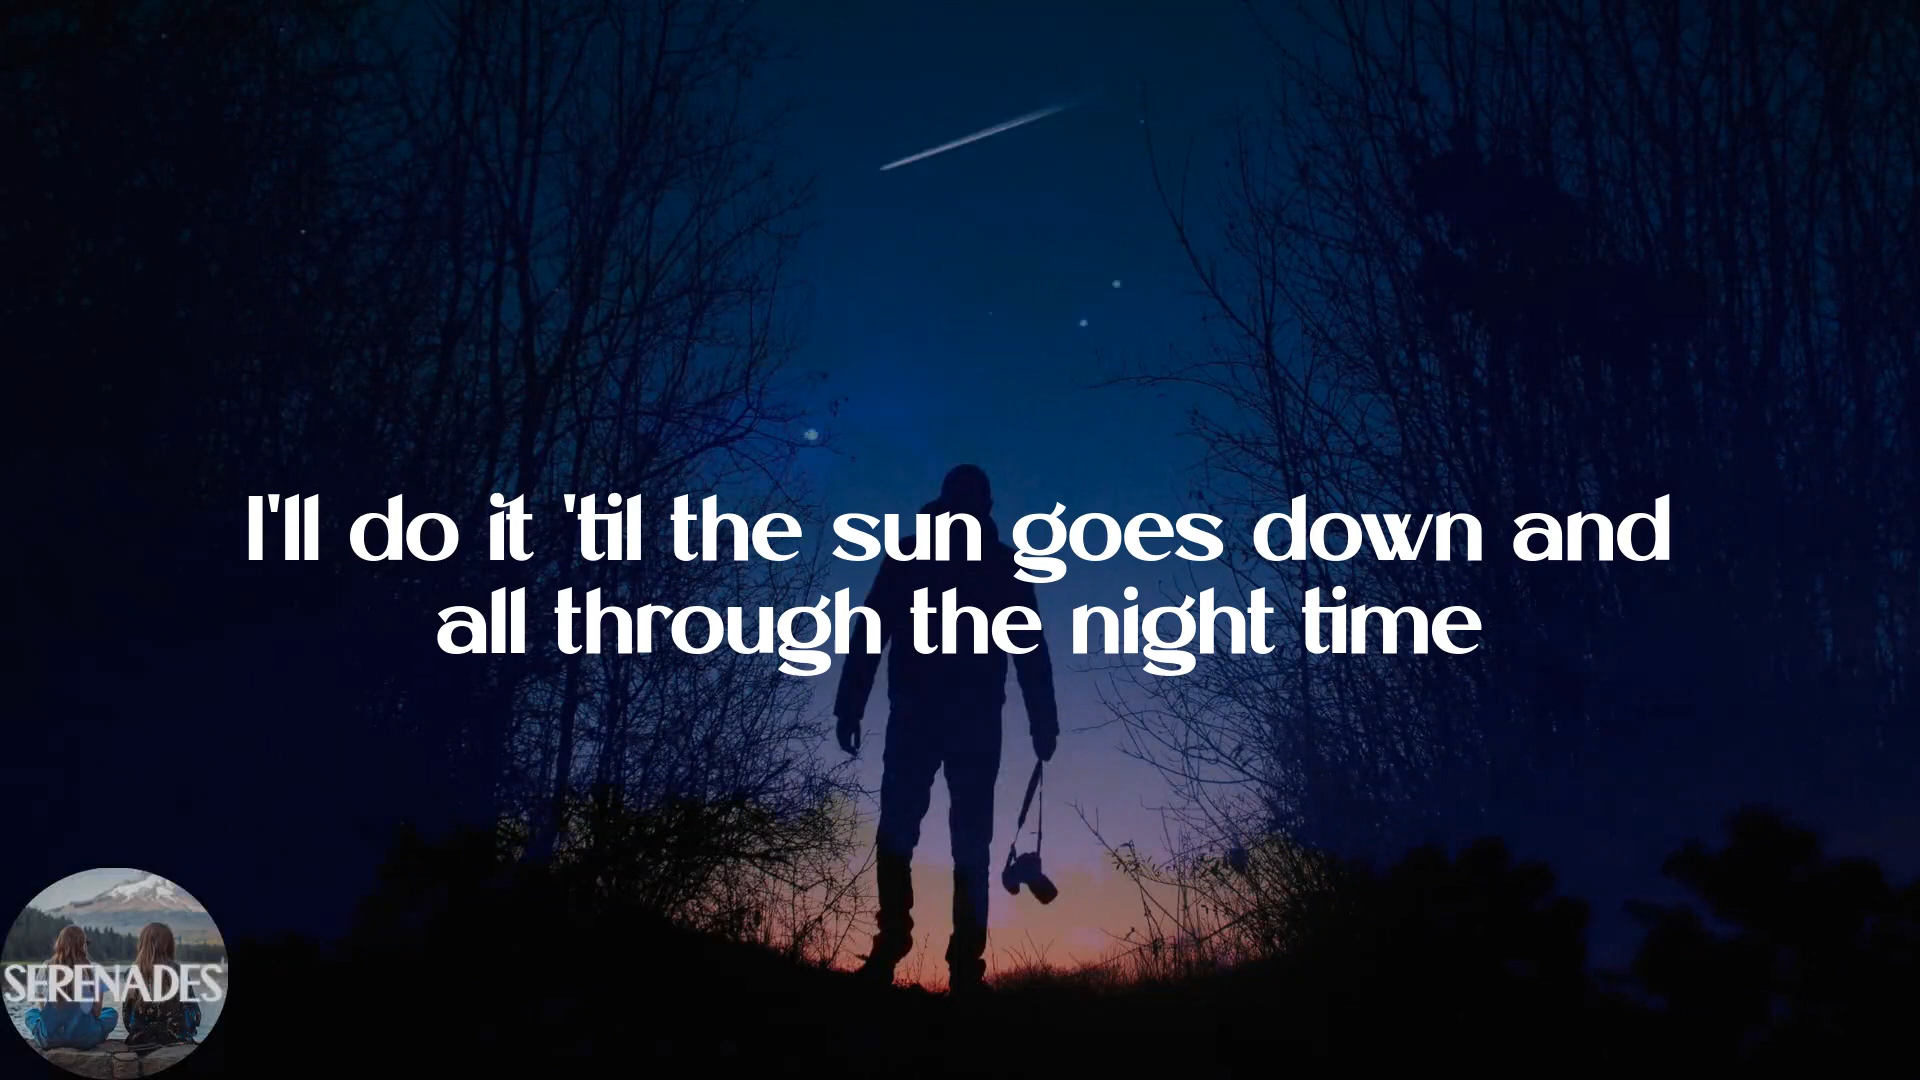 I'll do it 'til the sun goes down and
all through the night time
SERENADES